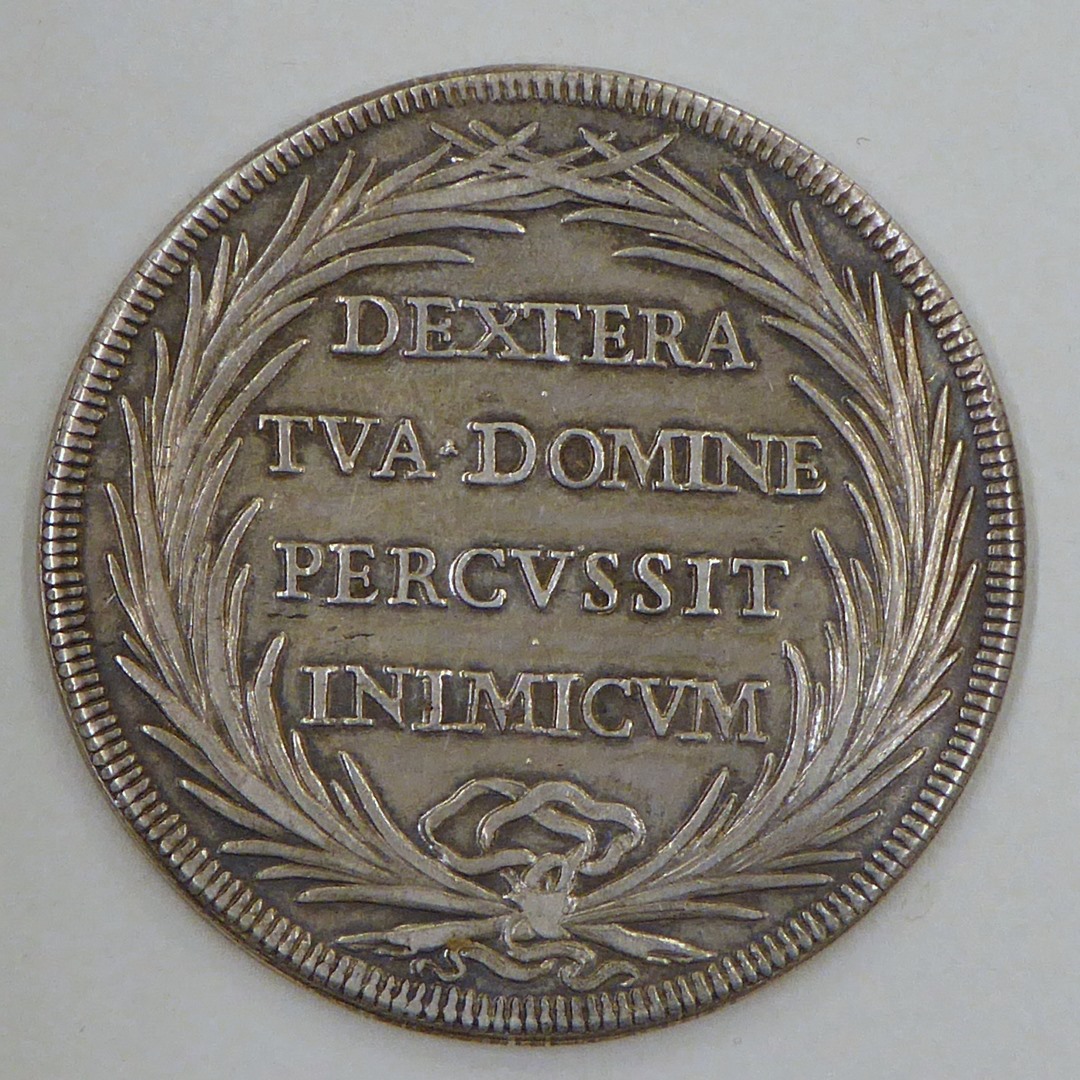 DEXTERA
TVA·DOMINE
PERCVSSIT
INIMICVM